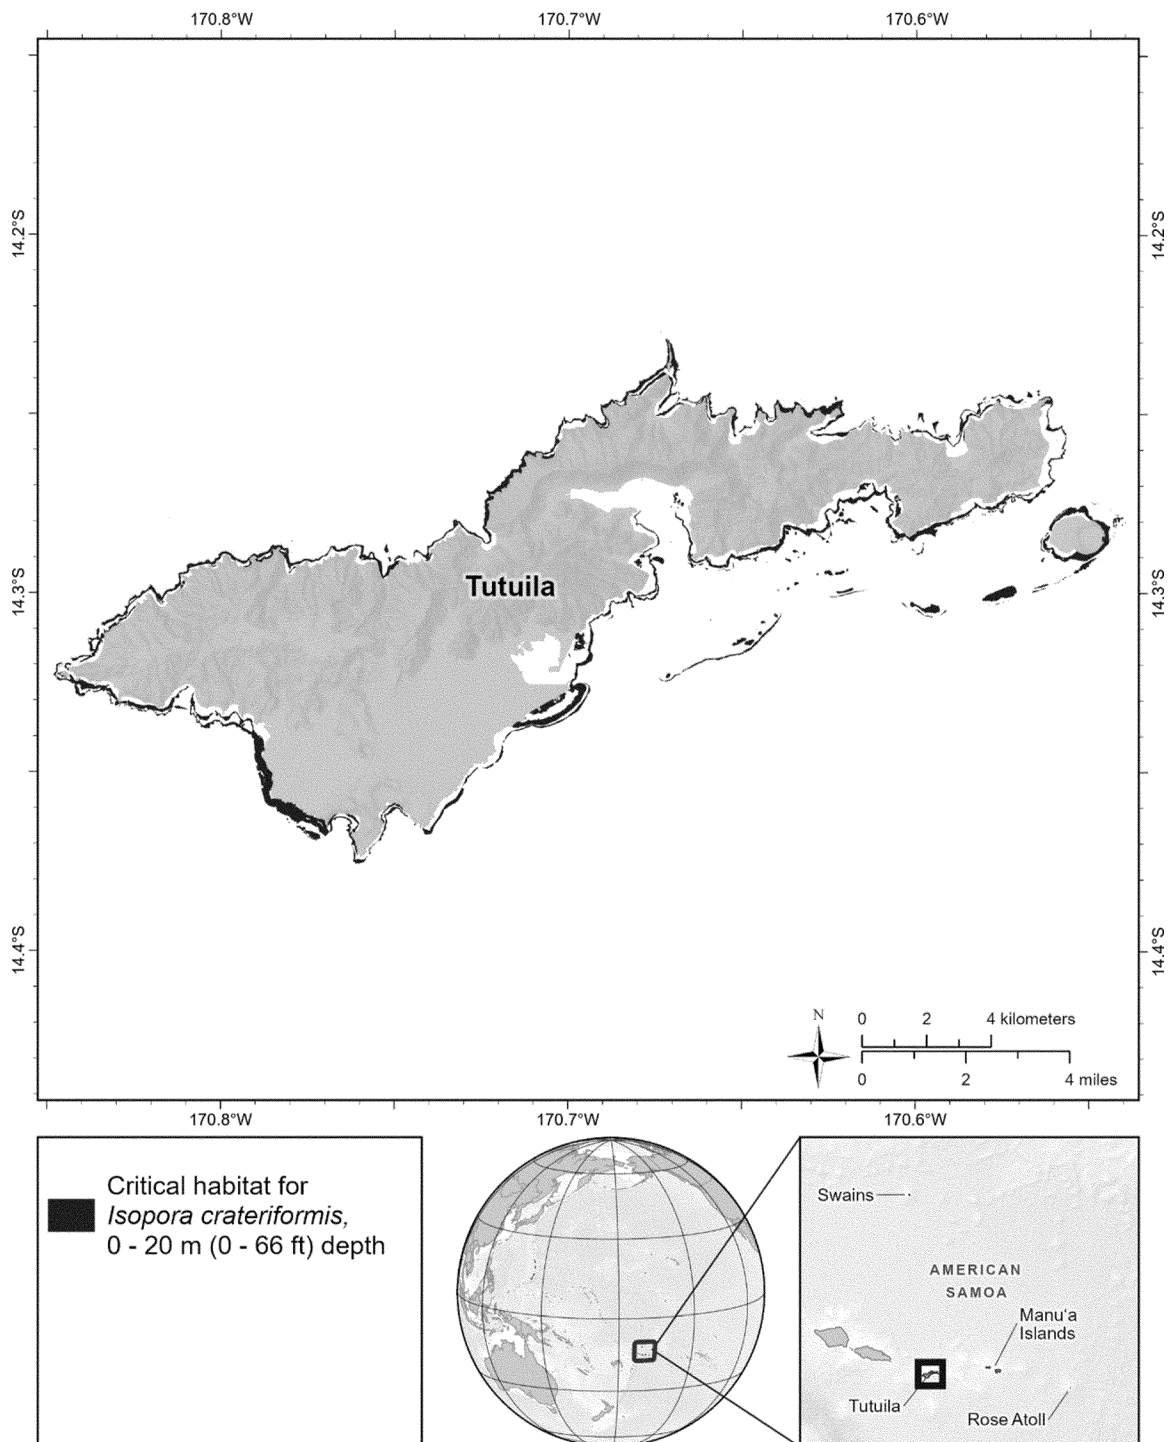 170.8°W 170.7°W 170.6°W
14.2°S 14.2°S
Tutuila
14.3°S 14.3°S
14.4°S 14.4°S
N
0 2 4 kilometers
0 2 4 miles
170.8°W 170.7°W 170.6°W
Critical habitat for
Isopora crateriformis,
0 - 20 m (0 - 66 ft) depth
Swains
AMERICAN
SAMOA
Manuʻa
Islands
Tutuila
Rose Atoll